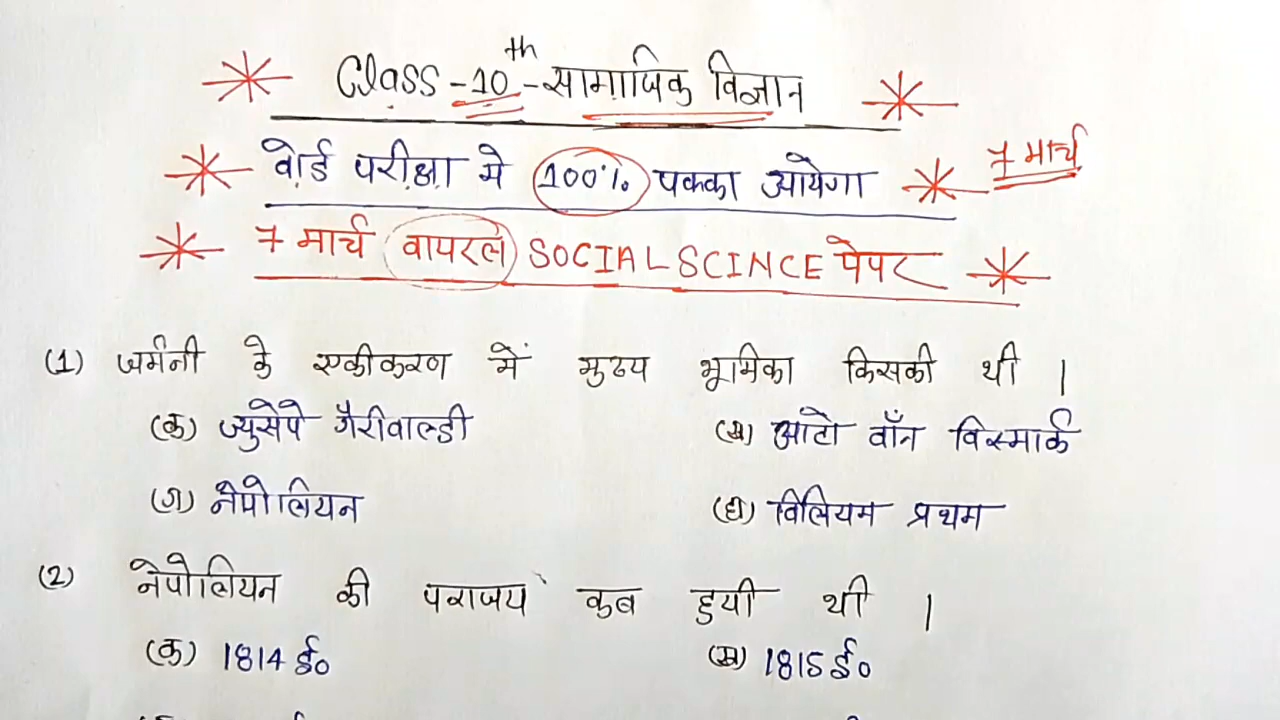 Class-10th-सामाजिक विज्ञान
वोर्ड परीक्षा मे 100% पक्का आयेगा
7 मार्च
7 मार्च वायरल SOCIAL SCINCE पेपर
(1) जर्मनी के एकीकरण में मुख्य भूमिका किसकी थी |
(क) ज्युसेपे गैरीवाल्डी (ख) आटो वॉन विस्मार्क
(ग) नेपोलियन (घ) विलियम प्रथम
(2) नेपोलियन की पराजय कब हुयी थी |
(क) 1814 ई० (ख) 1815 ई०